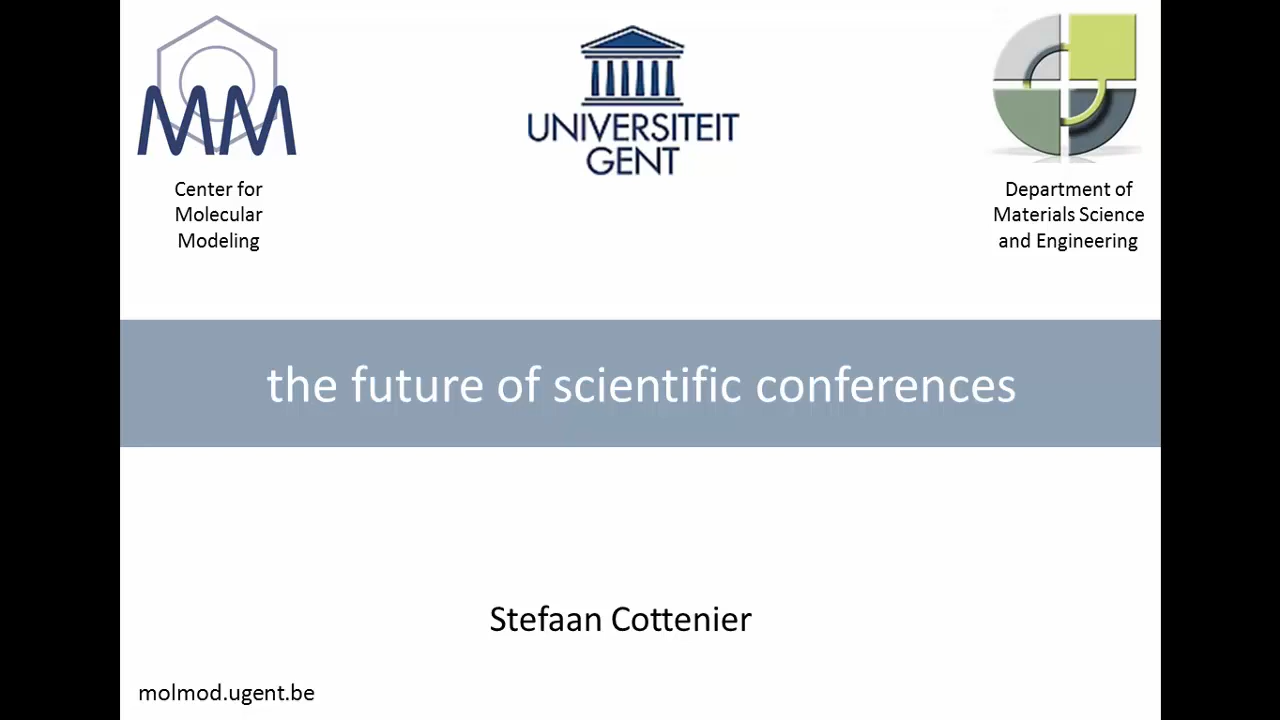 MM
Center for
Molecular
Modeling
UNIVERSITEIT
GENT
Department of
Materials Science
and Engineering
the future of scientific conferences
Stefaan Cottenier
molmod.ugent.be